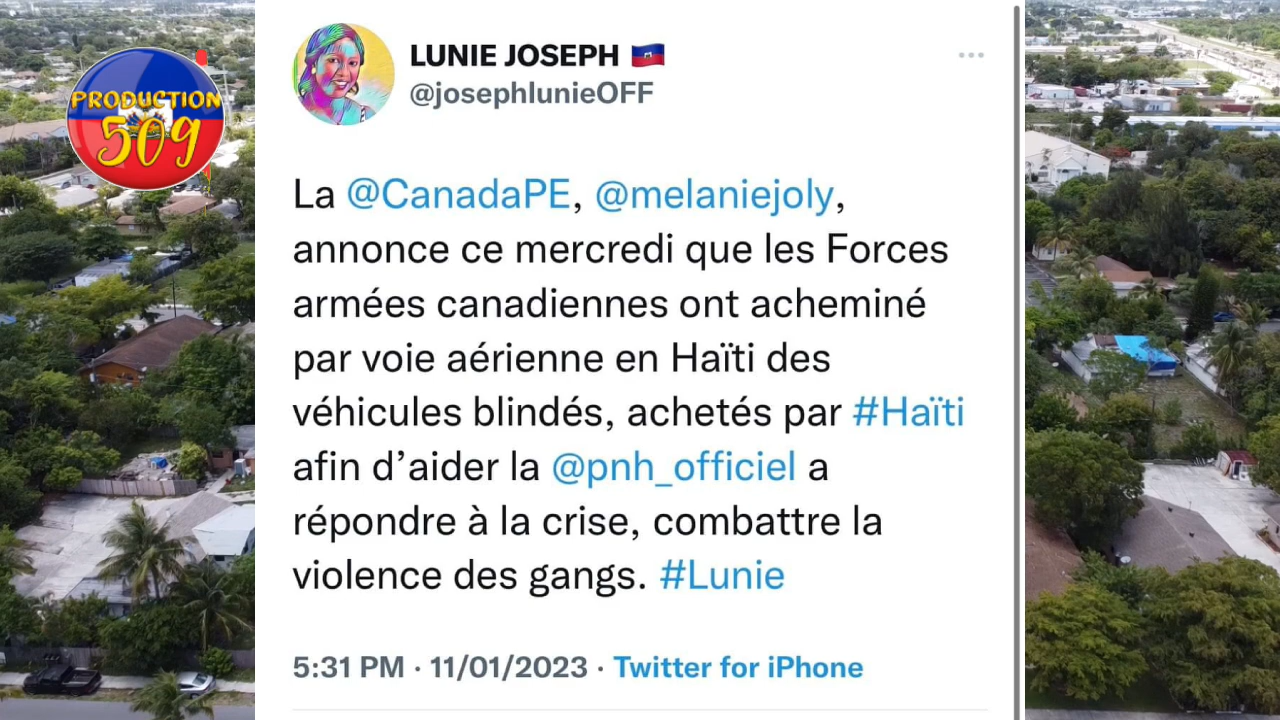 PRODUCTION
509
LUNIE JOSEPH 🇭🇹
@josephlunieOFF
La @CanadaPE, @melaniejoly,
annonce ce mercredi que les Forces
armées canadiennes ont acheminé
par voie aérienne en Haïti des
véhicules blindés, achetés par #Haïti
afin d’aider la @pnh_officiel a
répondre à la crise, combattre la
violence des gangs. #Lunie
5:31 PM · 11/01/2023 · Twitter for iPhone